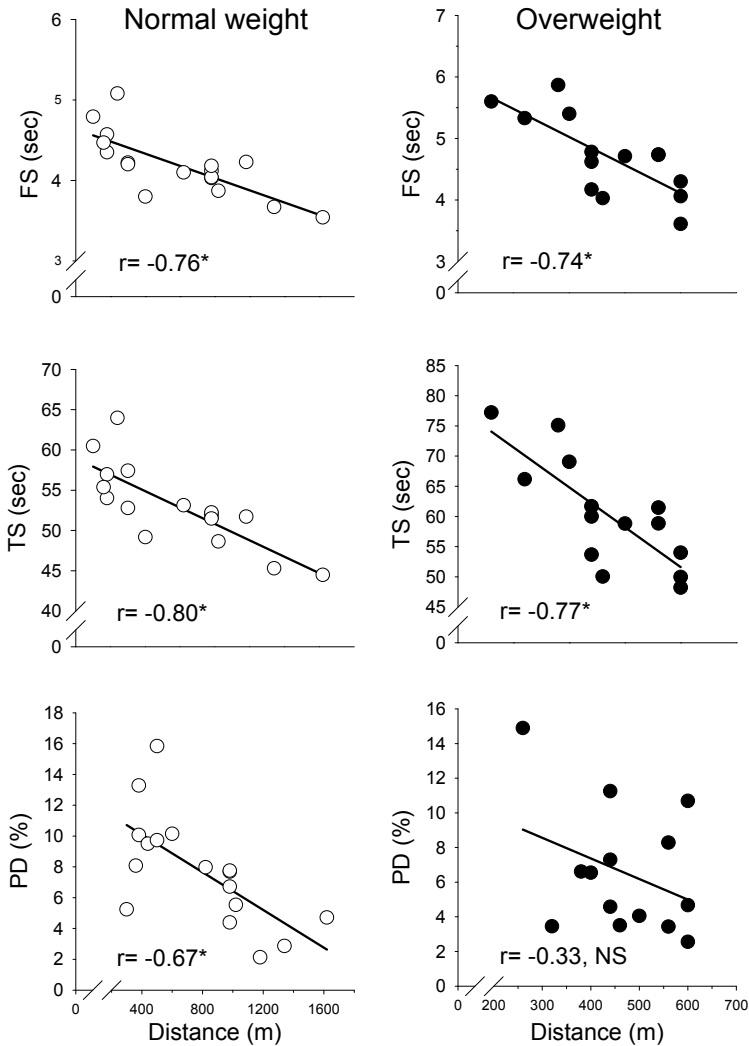 Normal weight
Overweight
6
5
4
3
0
FS (sec)
r= -0.76*
7
6
5
4
3
0
FS (sec)
r= -0.74*
70
65
60
55
50
45
40
0
TS (sec)
r= -0.80*
85
80
75
70
65
60
55
50
45
0
TS (sec)
r= -0.77*
18
16
14
12
10
8
6
4
2
0
PD (%)
r= -0.67*
0 400 800 1200 1600
Distance (m)
16
14
12
10
8
6
4
2
0
PD (%)
r= -0.33, NS
0 200 300 400 500 600 700
Distance (m)